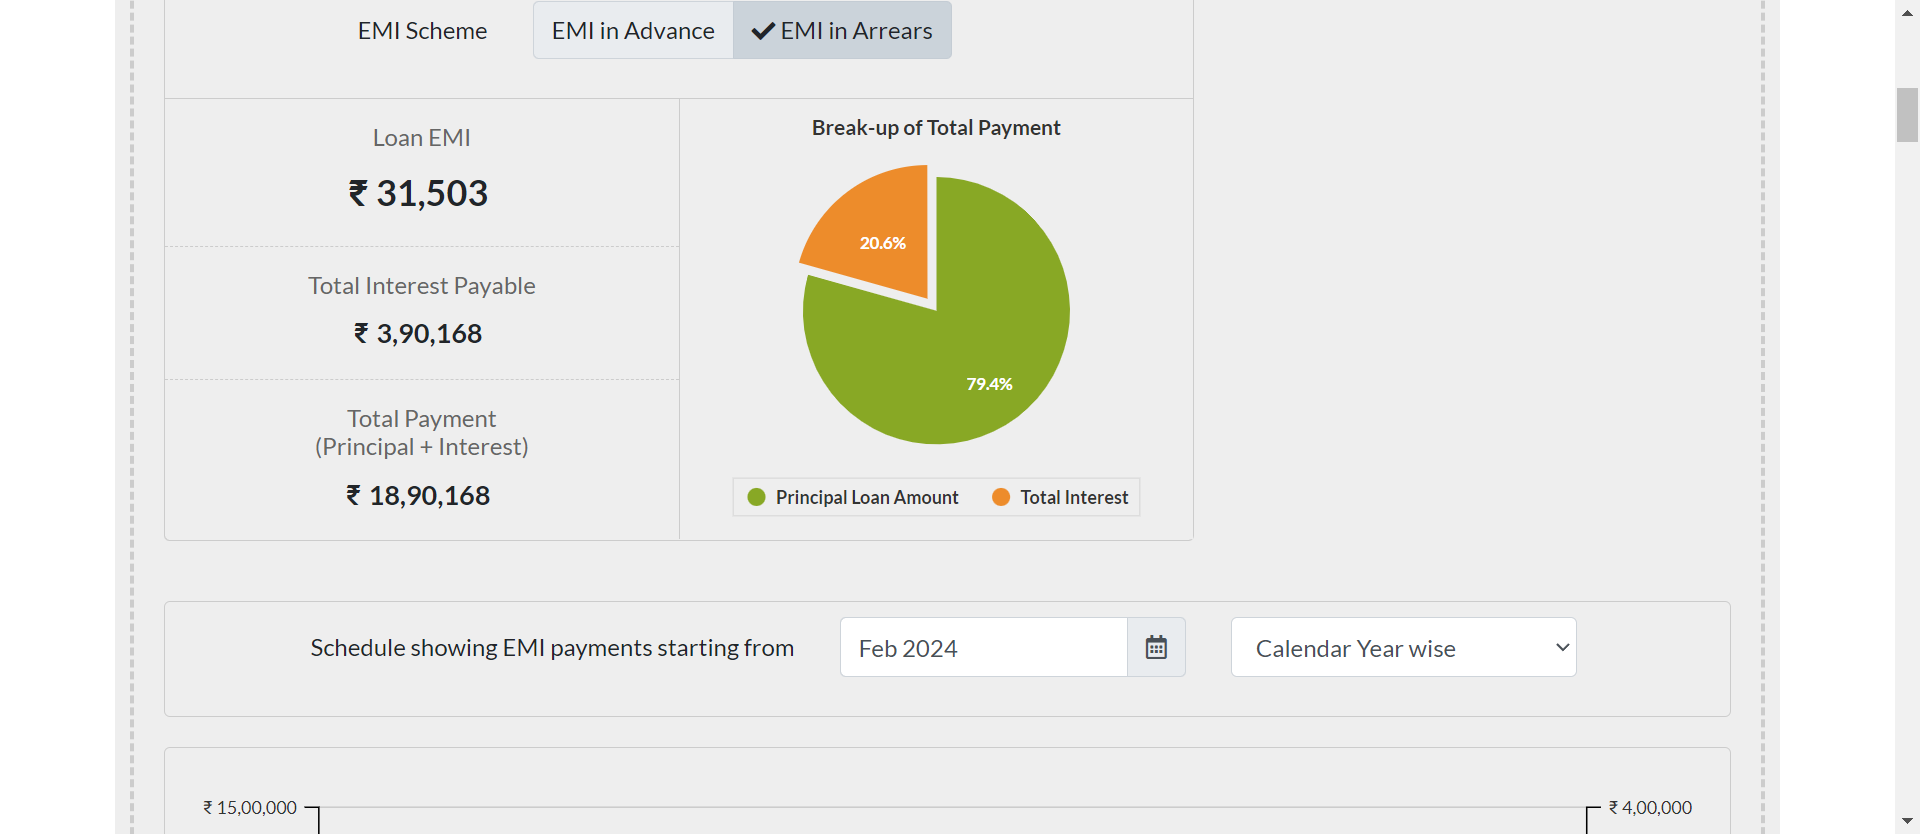 EMI Scheme
EMI in Advance
EMI in Arrears
Loan EMI
₹ 31,503
Total Interest Payable
₹ 3,90,168
Total Payment
(Principal + Interest)
₹ 18,90,168
Break-up of Total Payment
20.6%
79.4%
Principal Loan Amount
Total Interest
Schedule showing EMI payments starting from
Feb 2024
Calendar Year wise
₹ 15,00,000
₹ 4,00,000